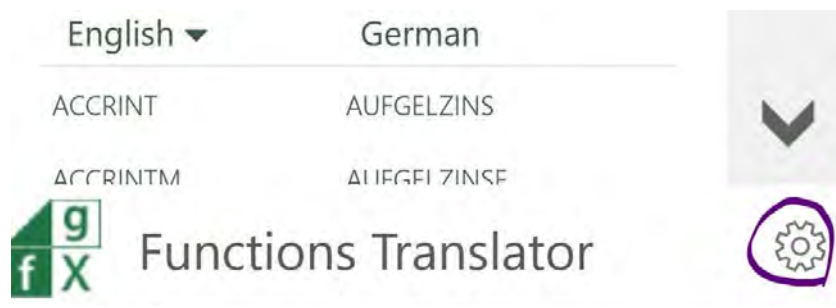 English German
ACCRINT AUFGELZINS
ACCRINTM AUFGELZINSF
g
f X
Functions Translator